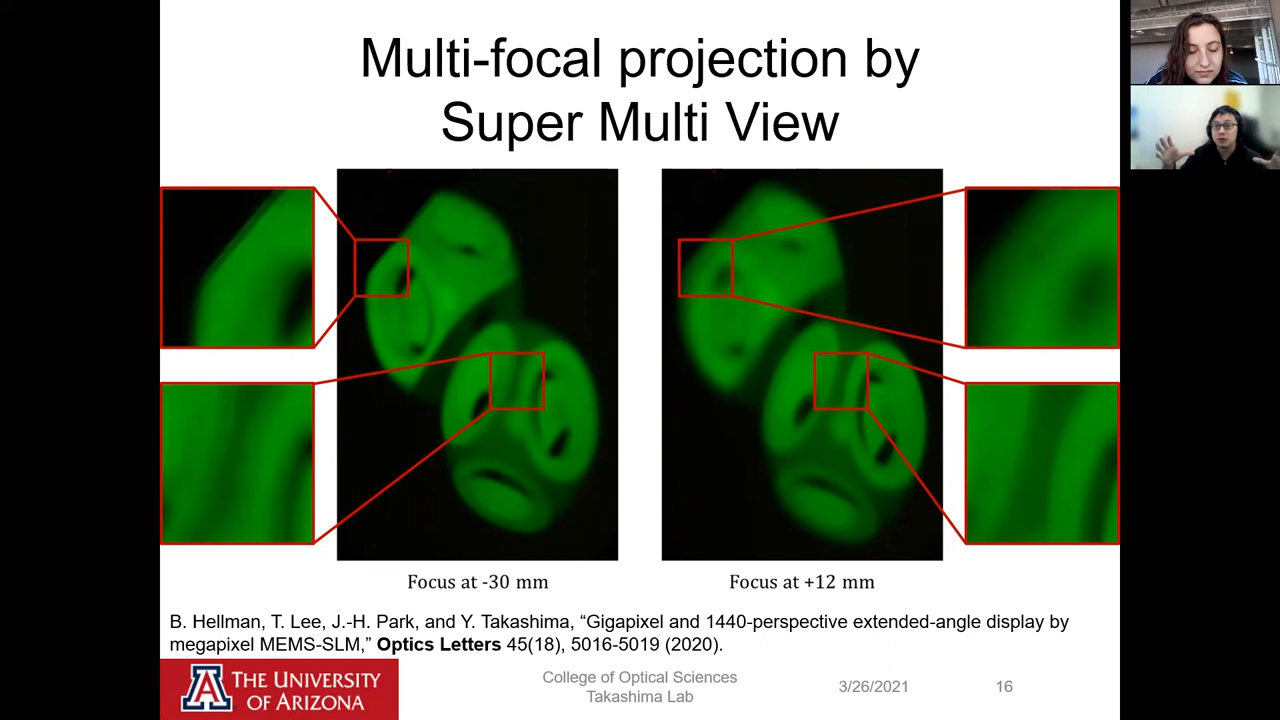 Multi-focal projection by
Super Multi View
Focus at -30 mm
Focus at +12 mm
B. Hellman, T. Lee, J.-H. Park, and Y. Takashima, “Gigapixel and 1440-perspective extended-angle display by
megapixel MEMS-SLM,” Optics Letters 45(18), 5016-5019 (2020).
A
THE UNIVERSITY
OF ARIZONA
College of Optical Sciences
Takashima Lab
3/26/2021
16